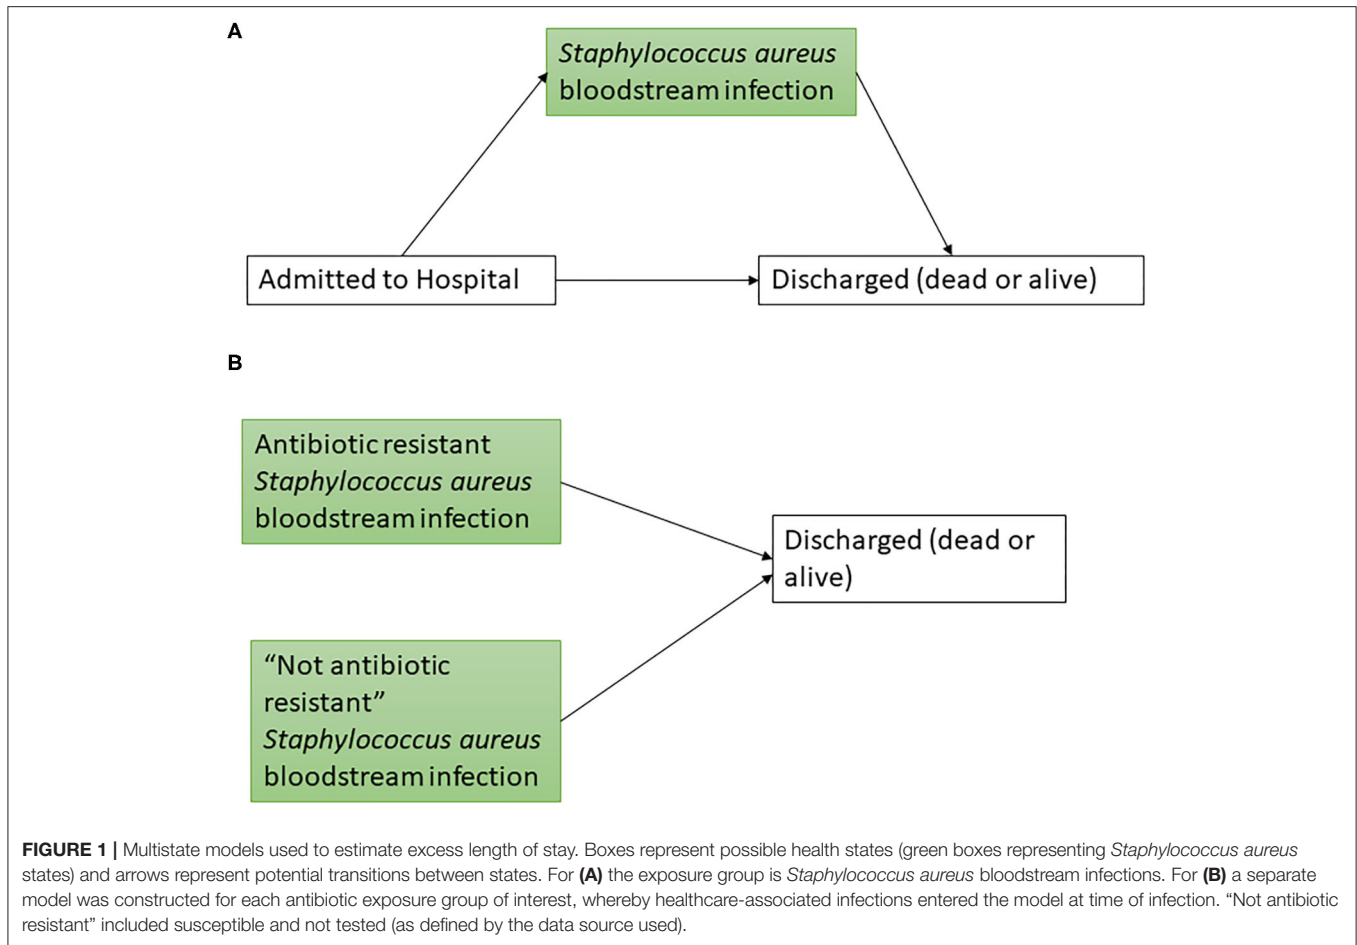 A
Staphylococcus aureus
bloodstream infection
Admitted to Hospital
Discharged (dead or alive)
B
Antibiotic resistant
Staphylococcus aureus
bloodstream infection
Discharged (dead or
alive)
“Not antibiotic
resistant”
Staphylococcus aureus
bloodstream infection
FIGURE 1 | Multistate models used to estimate excess length of stay. Boxes represent possible health states (green boxes representing Staphylococcus aureus
states) and arrows represent potential transitions between states. For (A) the exposure group is Staphylococcus aureus bloodstream infections. For (B) a separate
model was constructed for each antibiotic exposure group of interest, whereby healthcare-associated infections entered the model at time of infection. “Not antibiotic
resistant” included susceptible and not tested (as defined by the data source used).